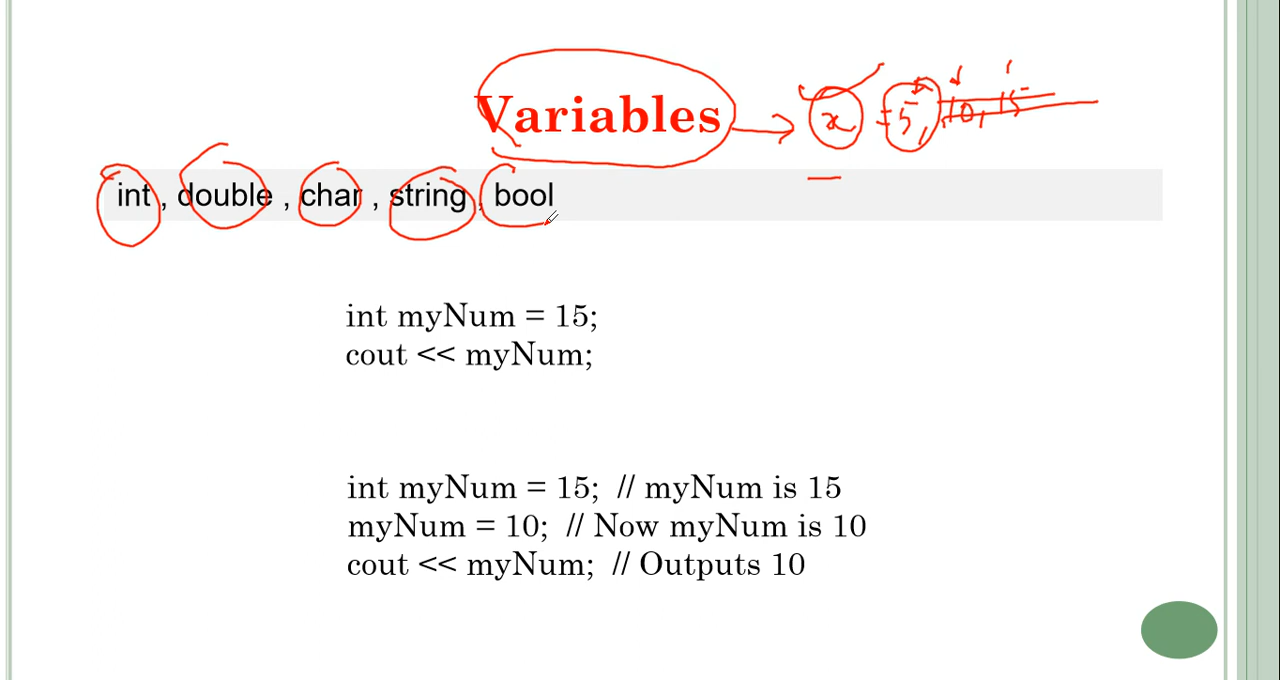 Variables → x = 5, 10, 15
int , double , char , string , bool
int myNum = 15;
cout << myNum;
int myNum = 15;  // myNum is 15
myNum = 10;  // Now myNum is 10
cout << myNum;  // Outputs 10